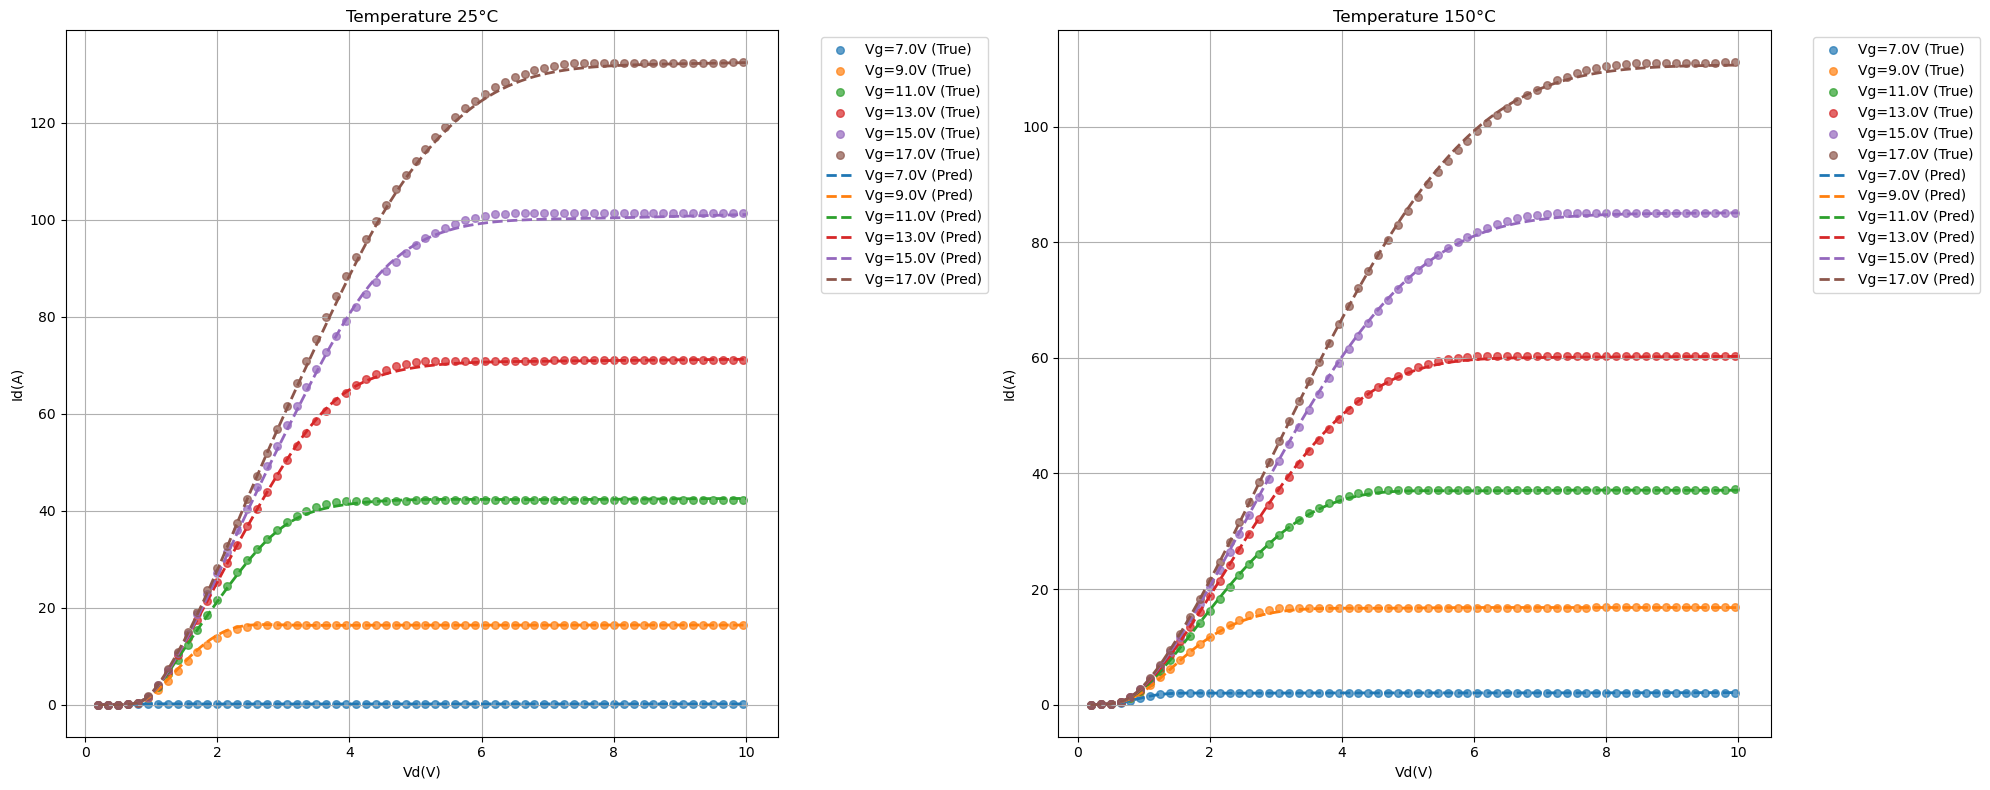 Temperature 25°C
Id(A)
120
100
80
60
40
20
0
0 2 4 6 8 10
Vd(V)
Vg=7.0V (True)
Vg=9.0V (True)
Vg=11.0V (True)
Vg=13.0V (True)
Vg=15.0V (True)
Vg=17.0V (True)
Vg=7.0V (Pred)
Vg=9.0V (Pred)
Vg=11.0V (Pred)
Vg=13.0V (Pred)
Vg=15.0V (Pred)
Vg=17.0V (Pred)
Temperature 150°C
Id(A)
100
80
60
40
20
0
0 2 4 6 8 10
Vd(V)
Vg=7.0V (True)
Vg=9.0V (True)
Vg=11.0V (True)
Vg=13.0V (True)
Vg=15.0V (True)
Vg=17.0V (True)
Vg=7.0V (Pred)
Vg=9.0V (Pred)
Vg=11.0V (Pred)
Vg=13.0V (Pred)
Vg=15.0V (Pred)
Vg=17.0V (Pred)